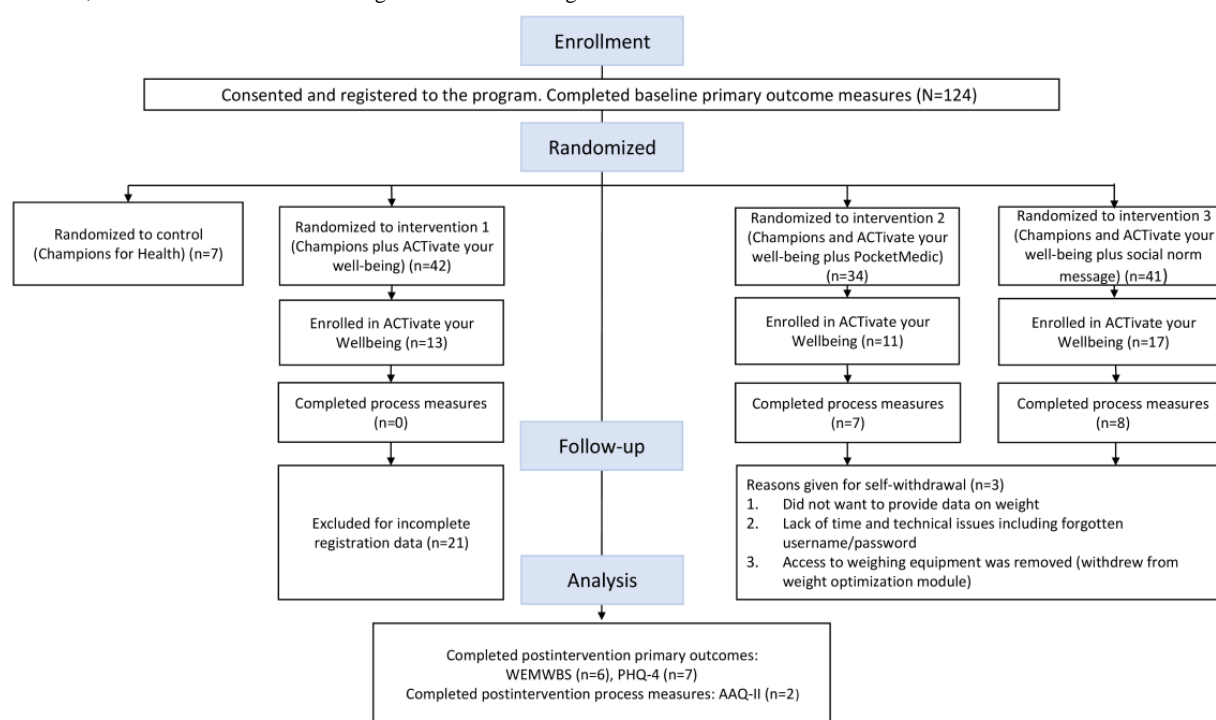 Enrollment
Consented and registered to the program. Completed baseline primary outcome measures (N=124)
Randomized
Randomized to control
(Champions for Health) (n=7)
Randomized to intervention 1
(Champions plus ACTivate your
well-being) (n=42)
Randomized to intervention 2
(Champions and ACTivate your
well-being plus PocketMedic)
(n=34)
Randomized to intervention 3
(Champions and ACTivate your
well-being plus social norm
message) (n=41)
Enrolled in ACTivate your
Wellbeing (n=13)
Enrolled in ACTivate your
Wellbeing (n=11)
Enrolled in ACTivate your
Wellbeing (n=17)
Completed process measures
(n=0)
Completed process measures
(n=7)
Completed process measures
(n=8)
Follow-up
Excluded for incomplete
registration data (n=21)
Reasons given for self-withdrawal (n=3)
1. Did not want to provide data on weight
2. Lack of time and technical issues including forgotten
username/password
3. Access to weighing equipment was removed (withdrew from
weight optimization module)
Analysis
Completed postintervention primary outcomes:
WEMWBS (n=6), PHQ-4 (n=7)
Completed postintervention process measures: AAQ-II (n=2)